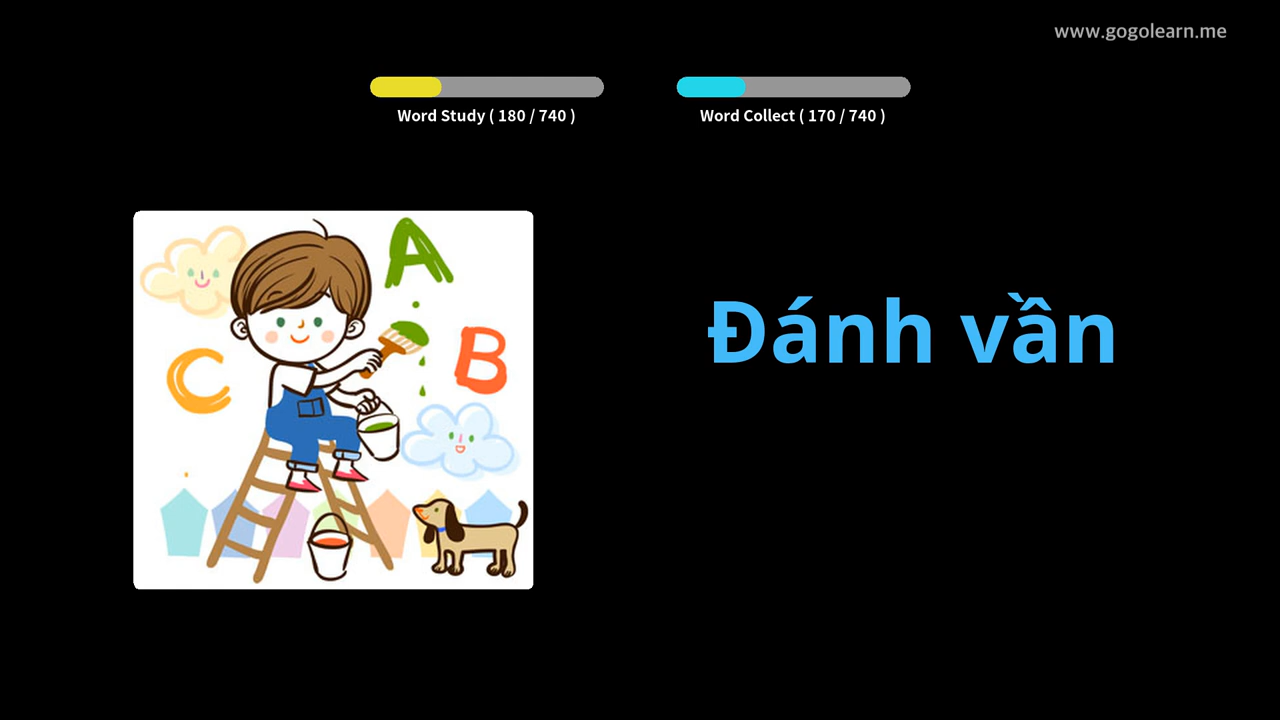 www.gogolearn.me
Word Study ( 180 / 740 )
Word Collect ( 170 / 740 )
A
B
C
Đánh vần